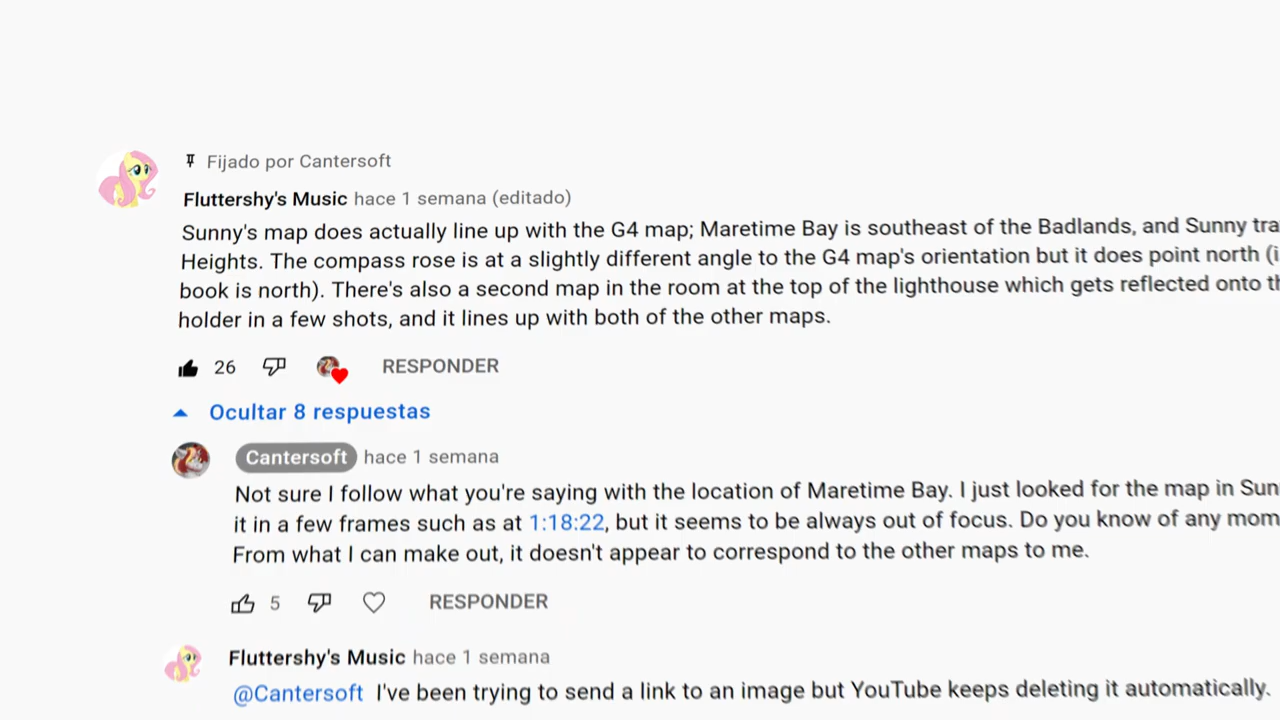 Fijado por Cantersoft
Fluttershy's Music hace 1 semana (editado)
Sunny's map does actually line up with the G4 map; Maretime Bay is southeast of the Badlands, and Sunny
Heights. The compass rose is at a slightly different angle to the G4 map's orientation but it does point north
book is north). There's also a second map in the room at the top of the lighthouse which gets reflected onto
holder in a few shots, and it lines up with both of the other maps.
26 RESPONDER
Ocultar 8 respuestas
Cantersoft hace 1 semana
Not sure I follow what you're saying with the location of Maretime Bay. I just looked for the map in
it in a few frames such as at 1:18:22, but it seems to be always out of focus. Do you know of any
From what I can make out, it doesn't appear to correspond to the other maps to me.
5 RESPONDER
Fluttershy's Music hace 1 semana
@Cantersoft I've been trying to send a link to an image but YouTube keeps deleting it automatically.